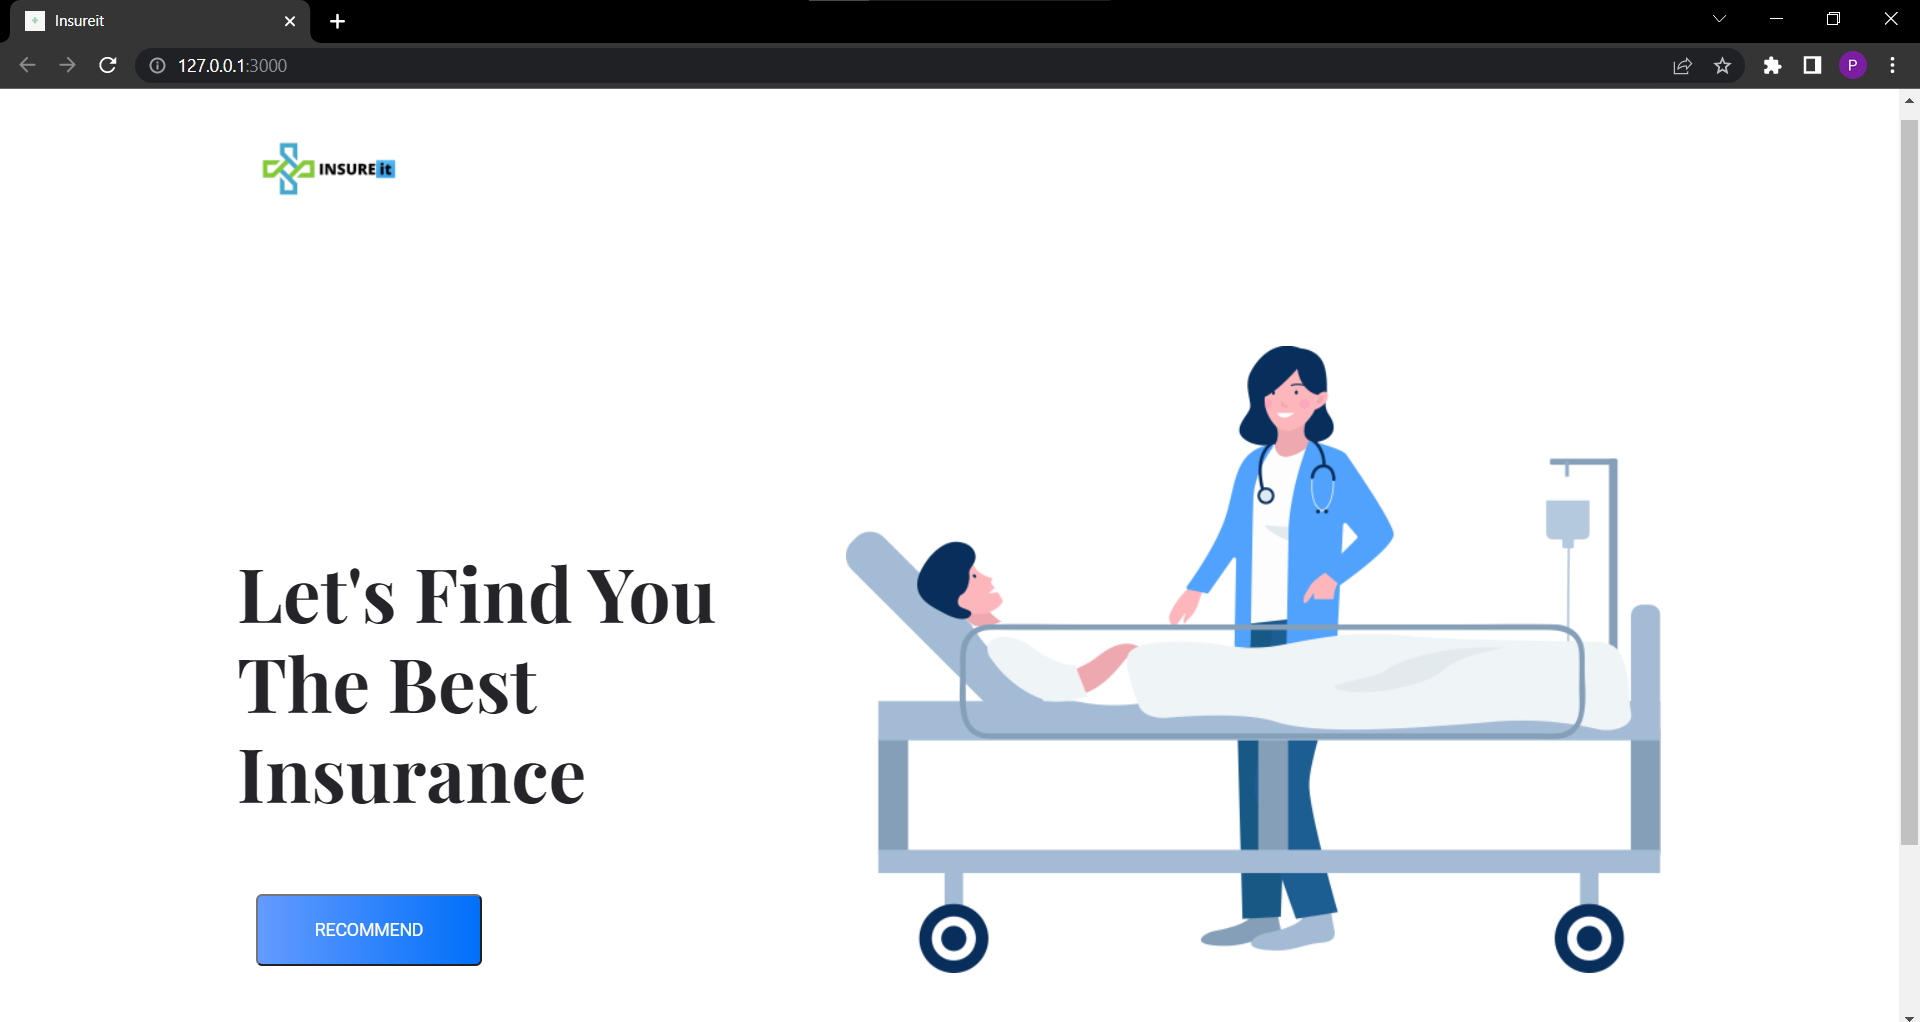 Insureit
127.0.0.1:3000
P
INSUREit
Let's Find You
The Best
Insurance
RECOMMEND